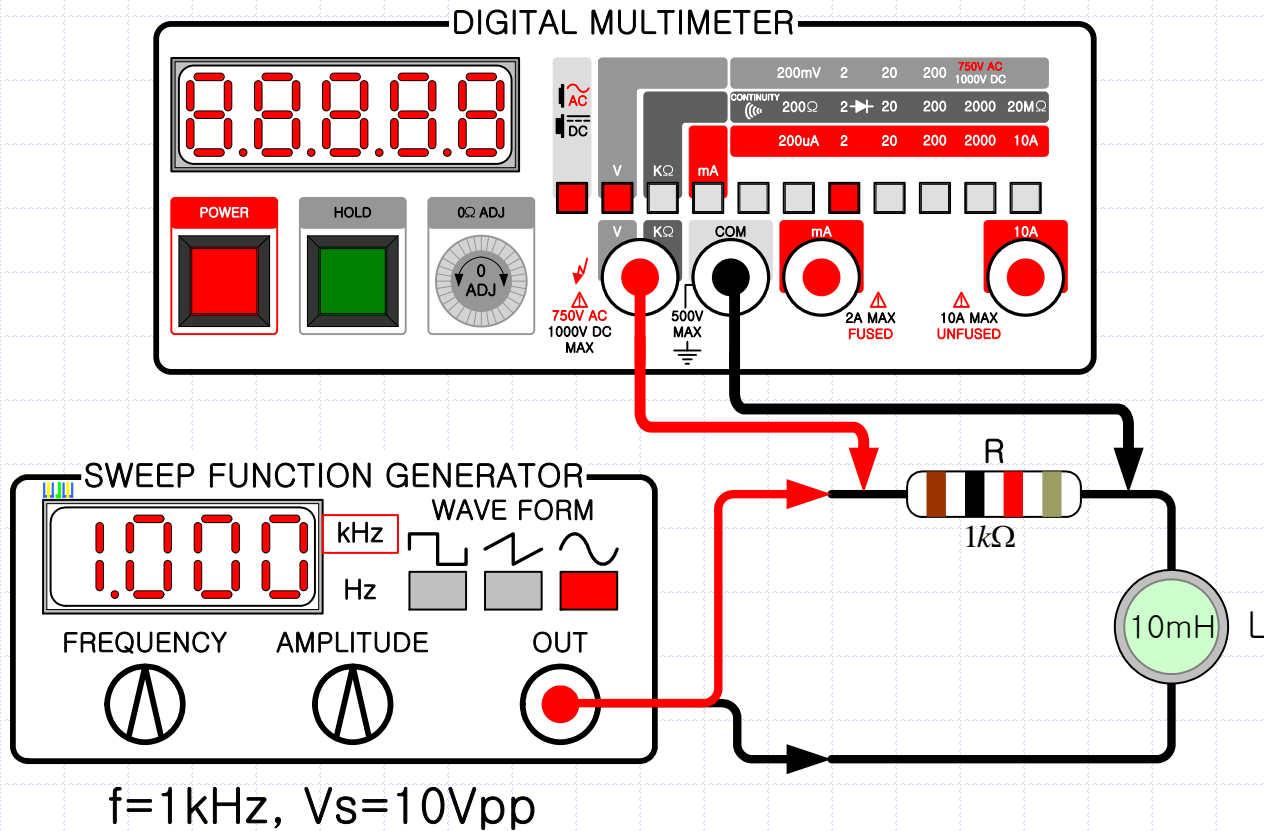 DIGITAL MULTIMETER
8.8.8.8.8
AC
DC
200mV 2 20 200 750V AC 1000V DC
CONTINUITY 200Ω 2 20 200 2000 20MΩ
200uA 2 20 200 2000 10A
V KΩ mA
POWER
HOLD
0Ω ADJ
0
ADJ
V KΩ COM mA 10A
750V AC
1000V DC
MAX
500V
MAX
2A MAX
FUSED
10A MAX
UNFUSED
SWEEP FUNCTION GENERATOR
1.000
kHz
Hz
WAVE FORM
FREQUENCY
AMPLITUDE
OUT
R
1kΩ
10mH
L
f=1kHz, Vs=10Vpp